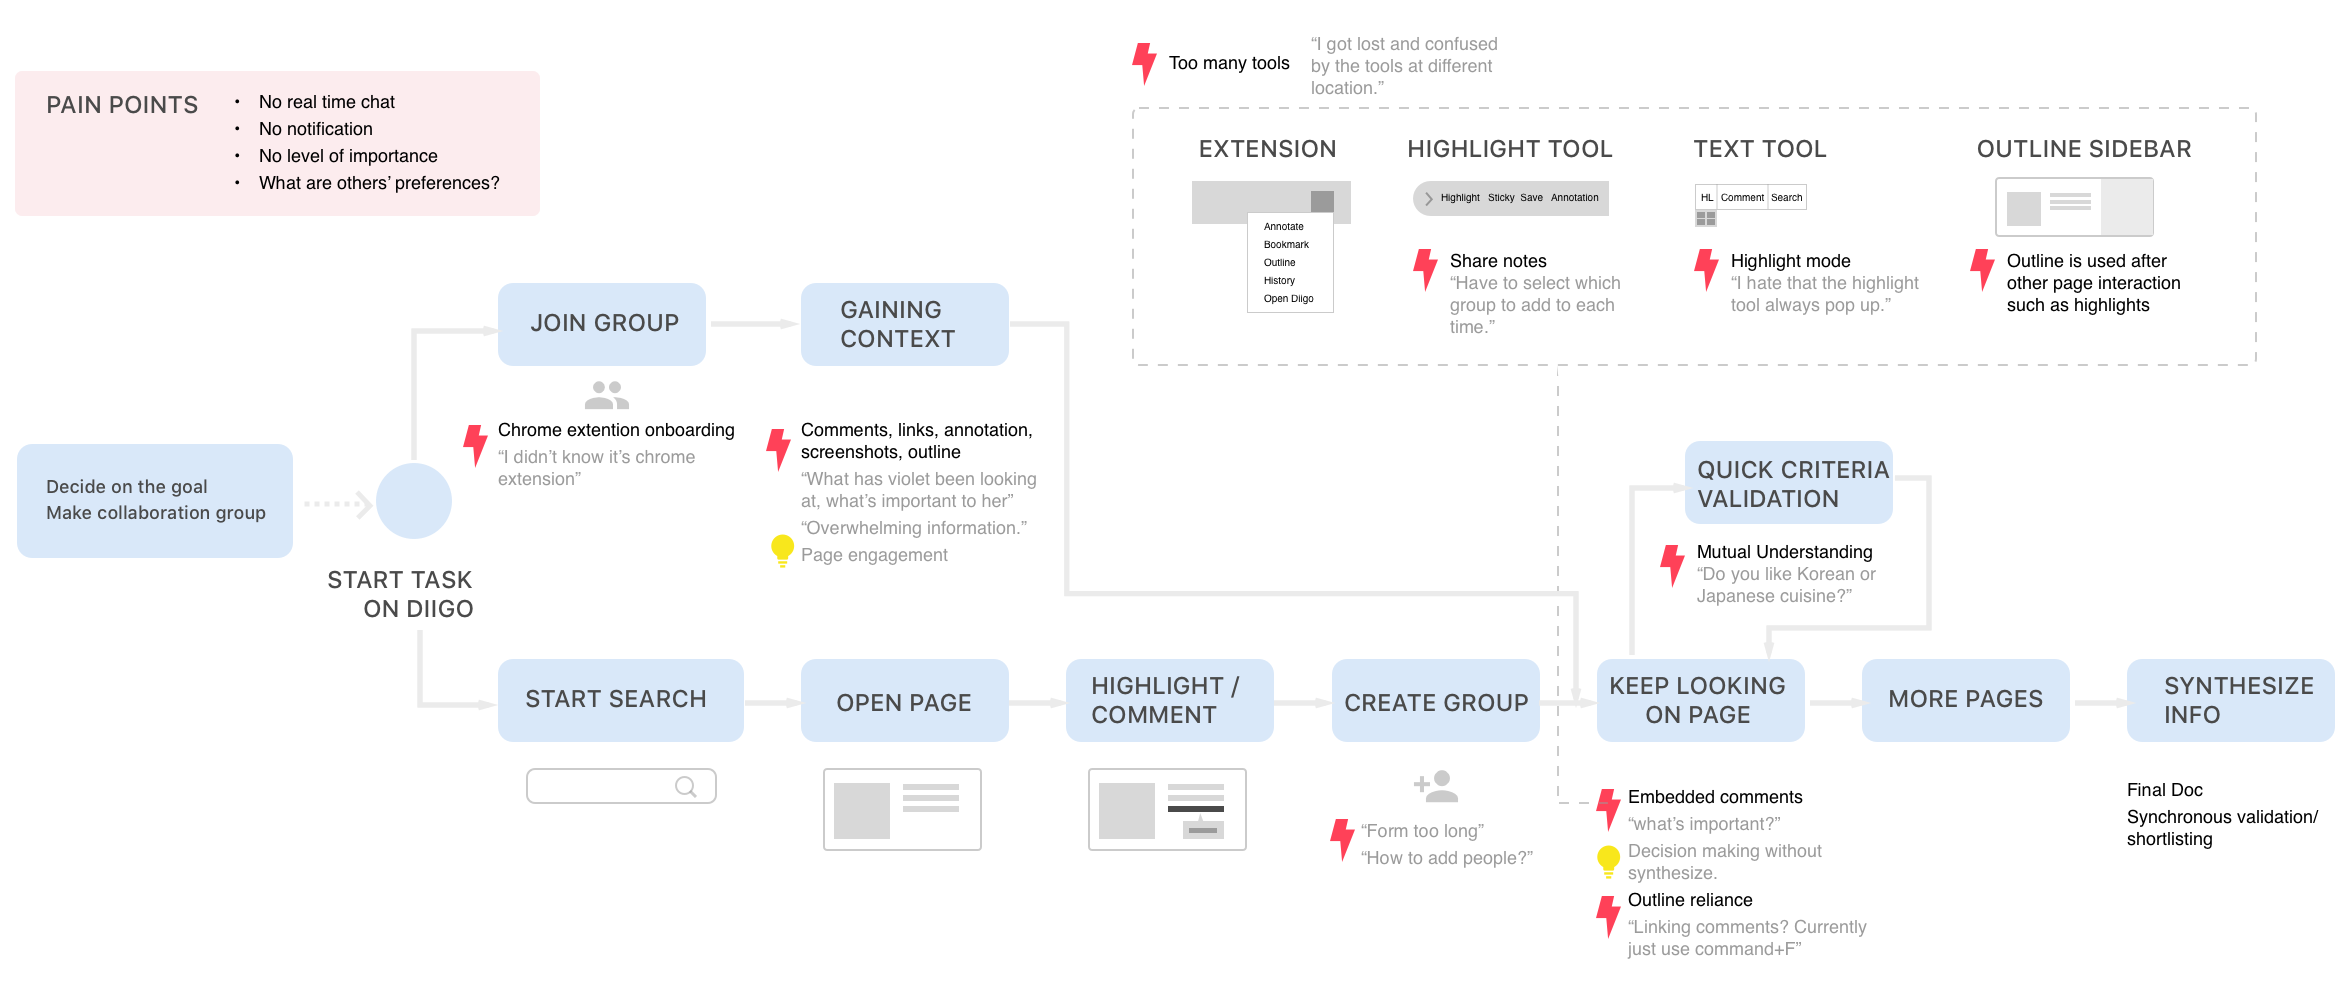 PAIN POINTS
• No real time chat
• No notification
• No level of importance
• What are others' preferences?
Too many tools
“I got lost and confused
by the tools at different
location.”
EXTENSION
Annotate
Bookmark
Outline
History
Open Diigo
HIGHLIGHT TOOL
Highlight Sticky Save Annotation
Share notes
“Have to select which
group to add to each
time.”
TEXT TOOL
HL Comment Search
Highlight mode
“I hate that the highlight
tool always pop up.”
OUTLINE SIDEBAR
Outline is used after
other page interaction
such as highlights
Decide on the goal
Make collaboration group
START TASK
ON DIIGO
JOIN GROUP
Chrome extention onboarding
“I didn’t know it’s chrome
extension”
GAINING
CONTEXT
Comments, links, annotation,
screenshots, outline
“What has violet been looking
at, what’s important to her”
“Overwhelming information.”
Page engagement
QUICK CRITERIA
VALIDATION
Mutual Understanding
“Do you like Korean or
Japanese cuisine?”
START SEARCH
OPEN PAGE
HIGHLIGHT /
COMMENT
CREATE GROUP
“Form too long”
“How to add people?”
KEEP LOOKING
ON PAGE
Embedded comments
“what’s important?”
Decision making without
synthesize.
Outline reliance
“Linking comments? Currently
just use command+F”
MORE PAGES
SYNTHESIZE
INFO
Final Doc
Synchronous validation/
shortlisting